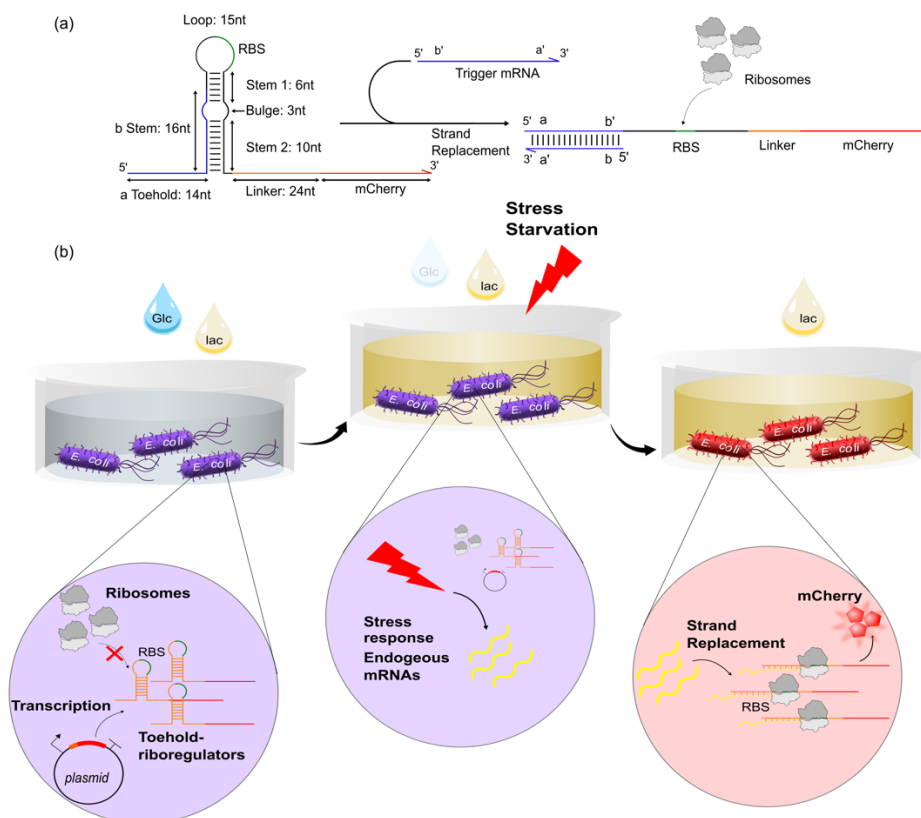 (a)
Loop: 15nt
RBS
Stem 1: 6nt
Bulge: 3nt
b Stem: 16nt
Stem 2: 10nt
5'
3'
a Toehold: 14nt
Linker: 24nt
mCherry
5'
b'
a'
3'
Trigger mRNA
Strand
Replacement
Ribosomes
5'
a
b'
3'
a'
b
5'
RBS
Linker
mCherry
(b)
Stress
Starvation
Glc
lac
Glc
lac
lac
E. coli
E. coli
E. coli
E. coli
E. coli
E. coli
E. coli
E. coli
E. coli
Ribosomes
RBS
Transcription
Toehold-
riboregulators
plasmid
Stress
response
Endogeous
mRNAs
mCherry
Strand
Replacement
RBS